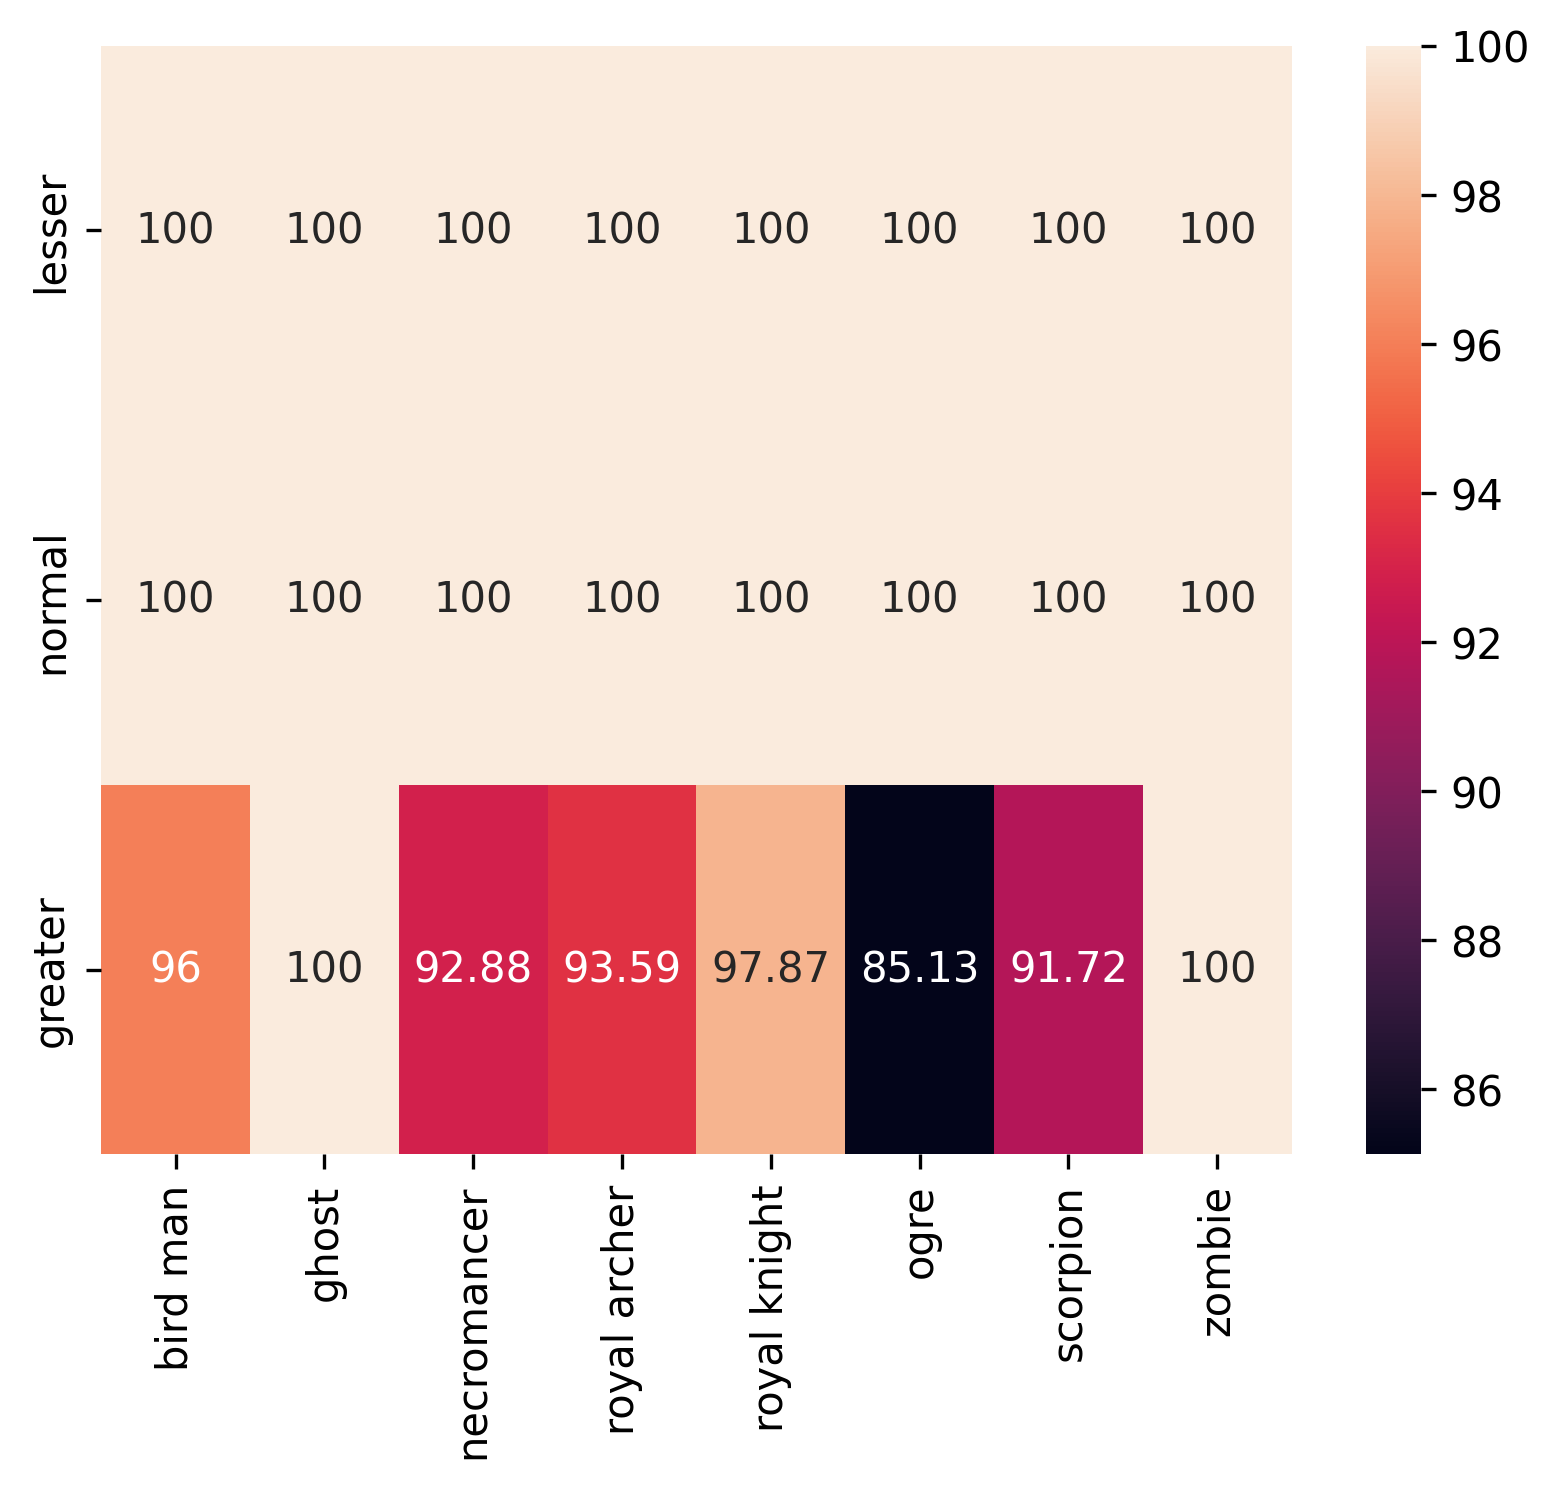 lesser 100 100 100 100 100 100 100 100
normal 100 100 100 100 100 100 100 100
greater 96 100 92.88 93.59 97.87 85.13 91.72 100
bird man ghost necromancer royal archer royal knight ogre scorpion zombie
100
98
96
94
92
90
88
86